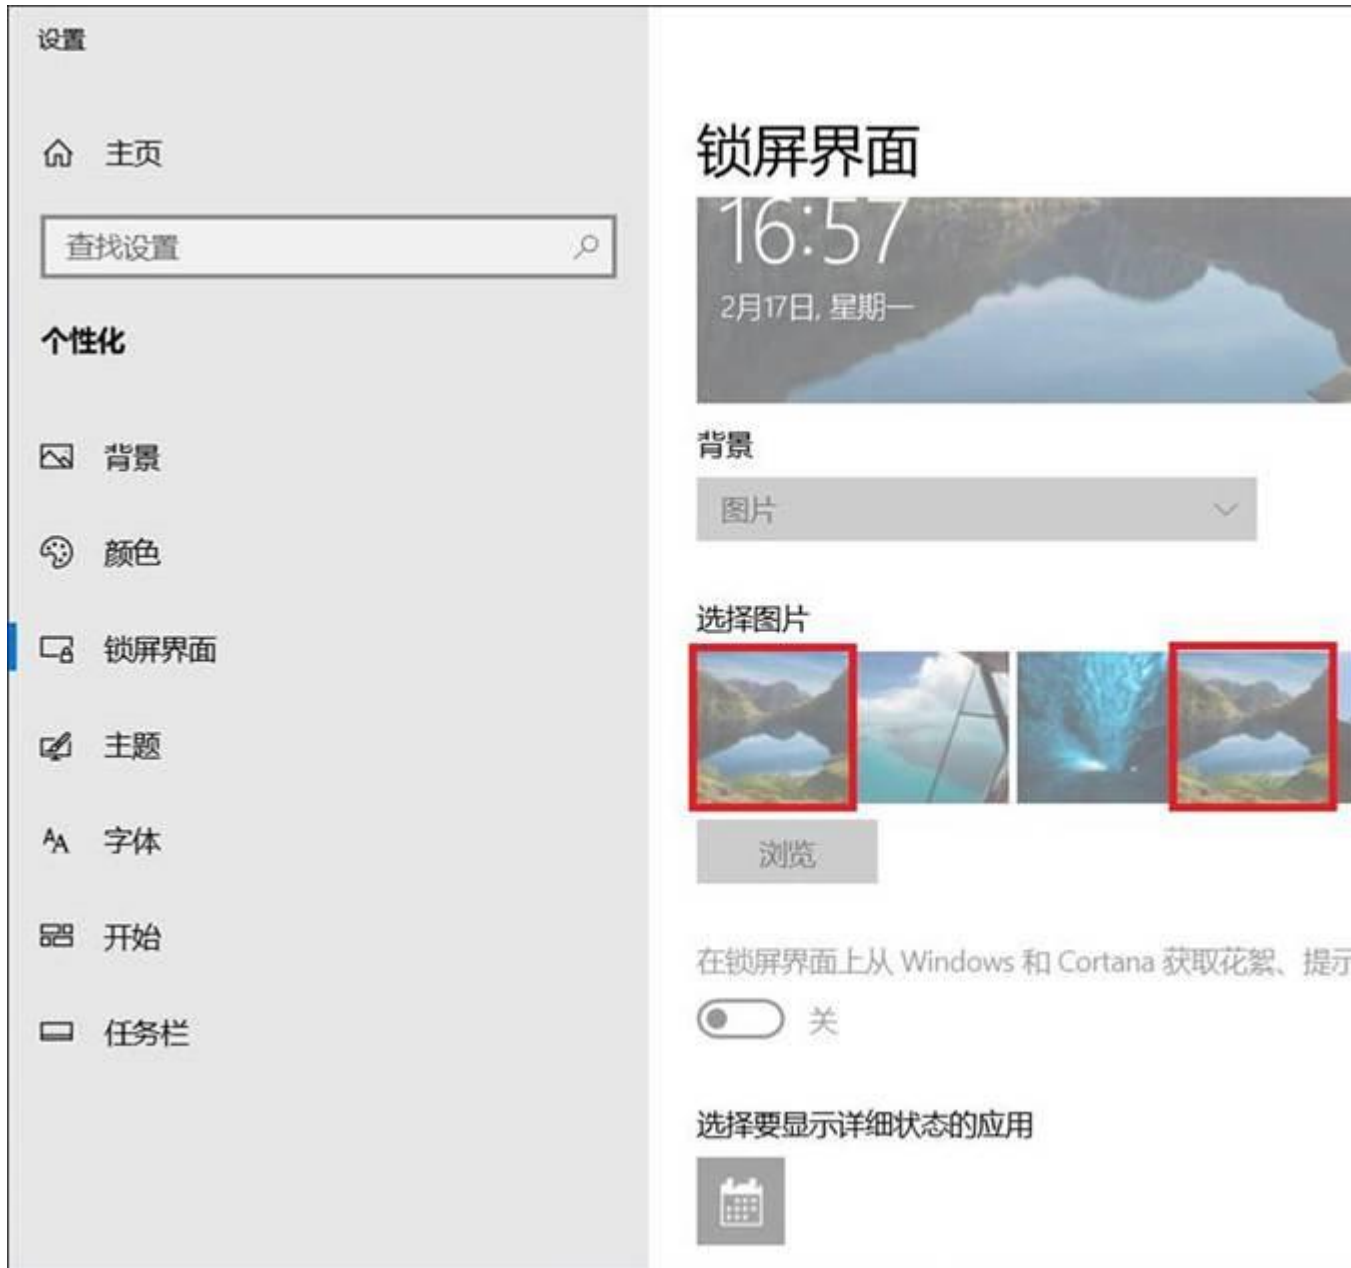 设置
主页
查找设置
个性化
背景
颜色
锁屏界面
主题
字体
开始
任务栏
锁屏界面
16:57
2月17日, 星期一
背景
图片
选择图片
浏览
在锁屏界面上从 Windows 和 Cortana 获取花絮、提示
关
选择要显示详细状态的应用